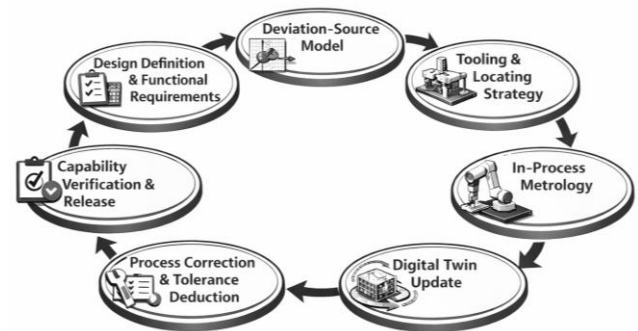 Deviation-Source
Model
Tooling &
Locating
Strategy
In-Process
Metrology
Digital Twin
Update
Process Correction
& Tolerance
Deduction
Capability
Verification &
Release
Design Definition
& Functional
Requirements